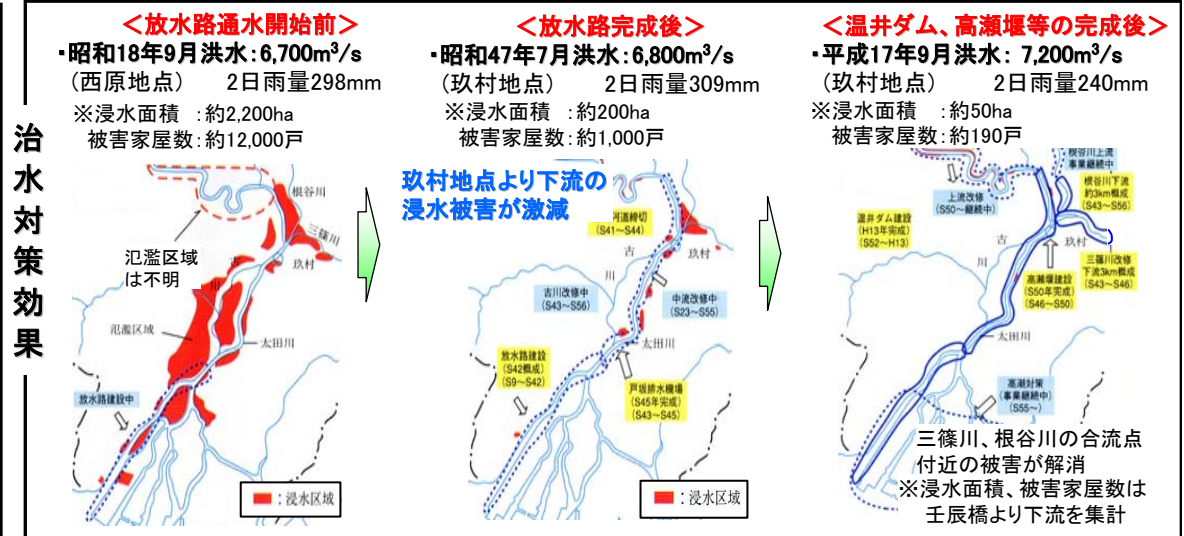 治水対策効果
＜放水路通水開始前＞
・昭和18年9月洪水：6,700m³/s
（西原地点）　2日雨量298mm
※浸水面積　：約2,200ha
被害家屋数：約12,000戸
根谷川
三篠川
玖村
氾濫区域
は不明
古
川
氾濫区域
太田川
放水路建設中
：浸水区域
＜放水路完成後＞
・昭和47年7月洪水：6,800m³/s
（玖村地点）　2日雨量309mm
※浸水面積　：約200ha
被害家屋数：約1,000戸
玖村地点より下流の
浸水被害が激減
河道締切
（S41～S44）
玖村
古
川
古川改修中
（S43～S56）
中流改修中
（S23～S55）
太田川
放水路建設
（S42概成）
（S9～S42）
戸坂排水機場
（S45年完成）
（S43～S45）
：浸水区域
＜温井ダム、高瀬堰等の完成後＞
・平成17年9月洪水： 7,200m³/s
（玖村地点）　2日雨量240mm
※浸水面積　：約50ha
被害家屋数：約190戸
根谷川上流
事業継続中
上流改修
（S50～継続中）
根谷川下流
約3km概成
（S43～S56）
温井ダム建設
（H13年完成）
（S52～H13）
古
川
玖村
三篠川改修
下流3km概成
（S43～S46）
高瀬堰建設
（S50年完成）
（S46～S50）
太田川
高潮対策
（事業継続中）
（S55～）
三篠川、根谷川の合流点
付近の被害が解消
※浸水面積、被害家屋数は
壬辰橋より下流を集計